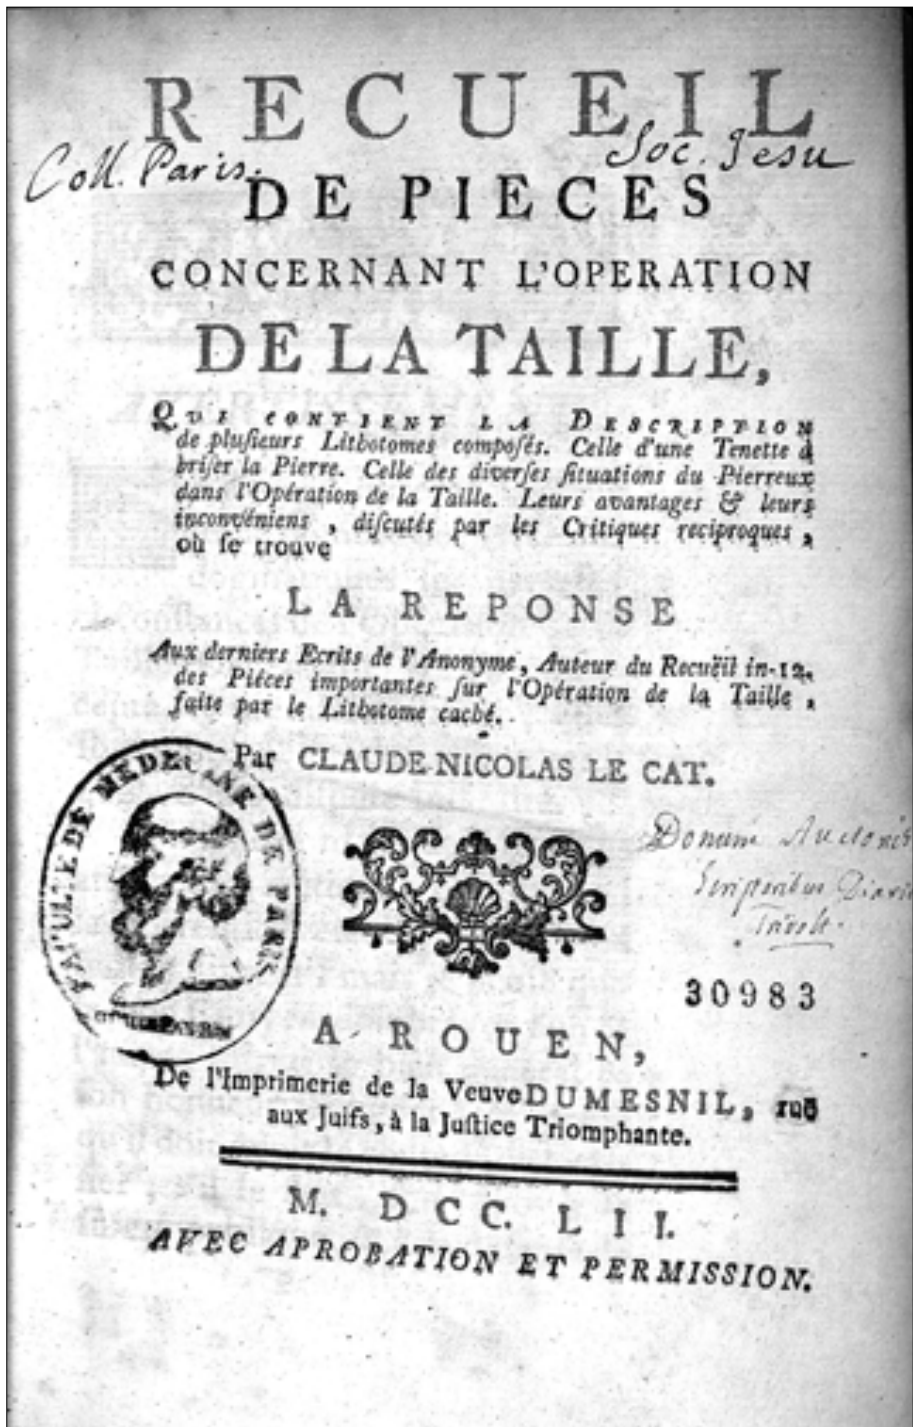 RECUEIL
Coll. Paris. Soc. Jesu
DE PIECES
CONCERNANT L'OPERATION
DE LA TAILLE,
QUI CONTIENT LA DESCRIPTION
de pluſieurs Lithotomes compoſés. Celle d'une Tenette à
briſer la Pierre. Celle des diverſes ſituations du Pierreux
dans l'Opération de la Taille. Leurs avantages & leurs
inconvéniens, diſcutés par les Critiques reciproques,
où ſe trouve
LA REPONSE
Aux derniers Ecrits de l'Anonyme, Auteur du Recuëil in-12.
des Piéces importantes ſur l'Opération de la Taille,
faite par le Lithotome caché.
Par CLAUDE-NICOLAS LE CAT.
FACULTE DE MEDECINE DE PARIS
Donum Auctoris
Scriptoribus
30983
A ROUEN,
De l'Imprimerie de la Veuve DUMESNIL, ruë
aux Juifs, à la Juſtice Triomphante.
M. DCC. LII.
AVEC APROBATION ET PERMISSION.